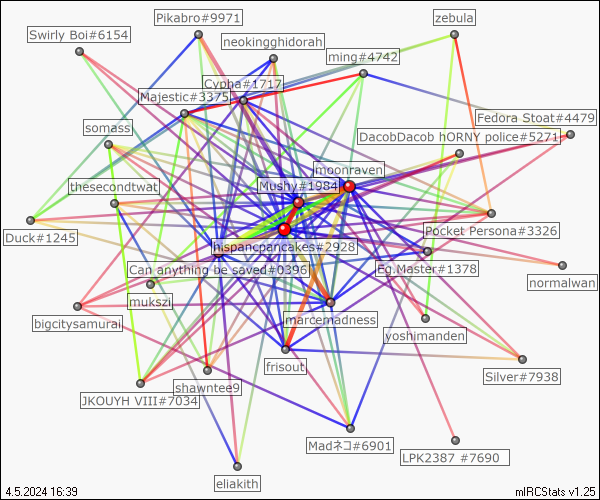 Pikabro#9971
zebula
Swirly Boi#6154
neokingghidorah
ming#4742
Cypha#1717
Majestic#3375
Fedora Stoat#4479
somass
DacobDacob hORNY police#5271
moonraven
thesecondtwat
Mushy#1984
Duck#1245
Pocket Persona#3326
hispancpancakes#2928
Can anything be saved#0396
Eg.Master#1378
normalwan
mukszi
bigcitysamurai
marcemadness
yoshimanden
frisout
Silver#7938
shawntee9
JKOUYH VIII#7034
Madネコ#6901
LPK2387 #7690
eliakith
4.5.2024 16:39
mIRCStats v1.25